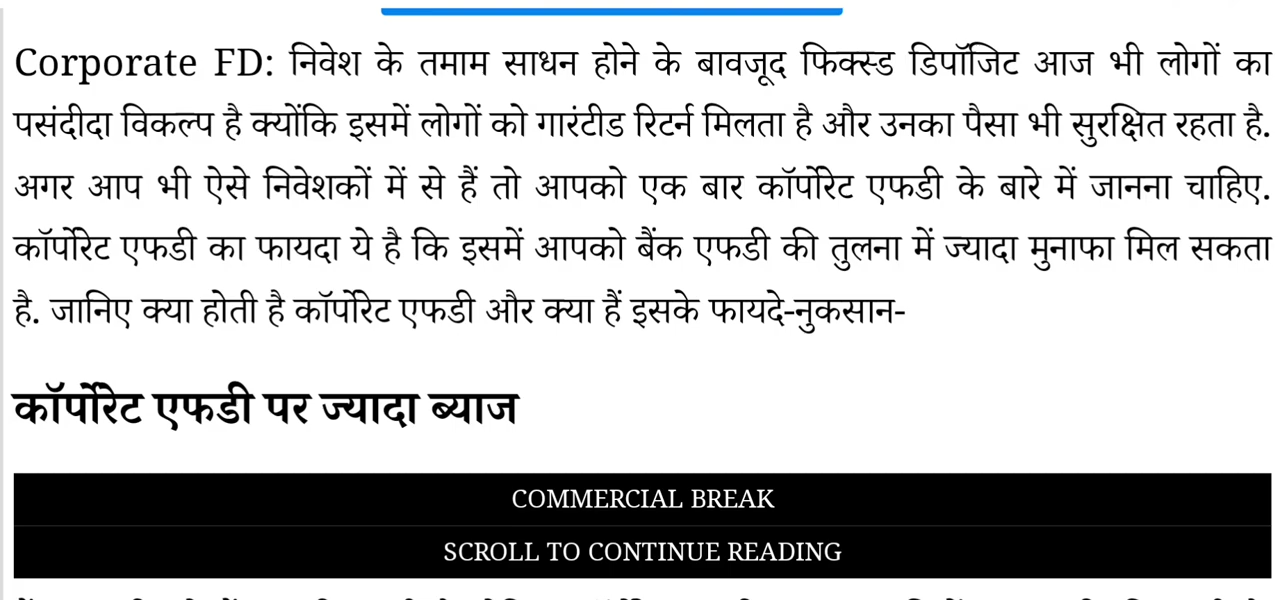 Corporate FD: निवेश के तमाम साधन होने के बावजूद फिक्स्ड डिपॉजिट आज भी लोगों का
पसंदीदा विकल्प है क्योंकि इसमें लोगों को गारंटीड रिटर्न मिलता है और उनका पैसा भी सुरक्षित रहता है.
अगर आप भी ऐसे निवेशकों में से हैं तो आपको एक बार कॉर्पोरेट एफडी के बारे में जानना चाहिए.
कॉर्पोरेट एफडी का फायदा ये है कि इसमें आपको बैंक एफडी की तुलना में ज्यादा मुनाफा मिल सकता
है. जानिए क्या होती है कॉर्पोरेट एफडी और क्या हैं इसके फायदे-नुकसान-
कॉर्पोरेट एफडी पर ज्यादा ब्याज
COMMERCIAL BREAK
SCROLL TO CONTINUE READING